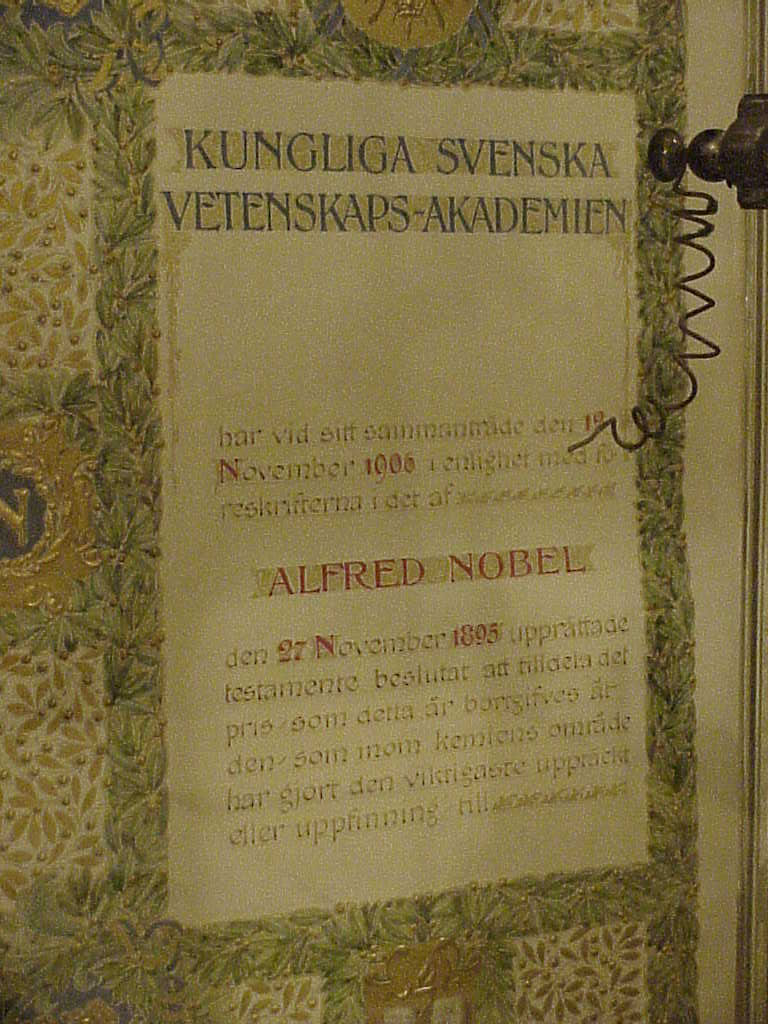 KUNGLIGA SVENSKA
VETENSKAPS-AKADEMIEN
har vid sitt sammanträde den 12
November 1906 i enlighet med fö-
reskrifterna i det af
ALFRED NOBEL
den 27 November 1895 upprättade
testamente beslutat att tilldela det
pris som detta år bortgifves åt
den som inom kemiens område
har gjort den viktigaste upptäckt
eller uppfinning till
N